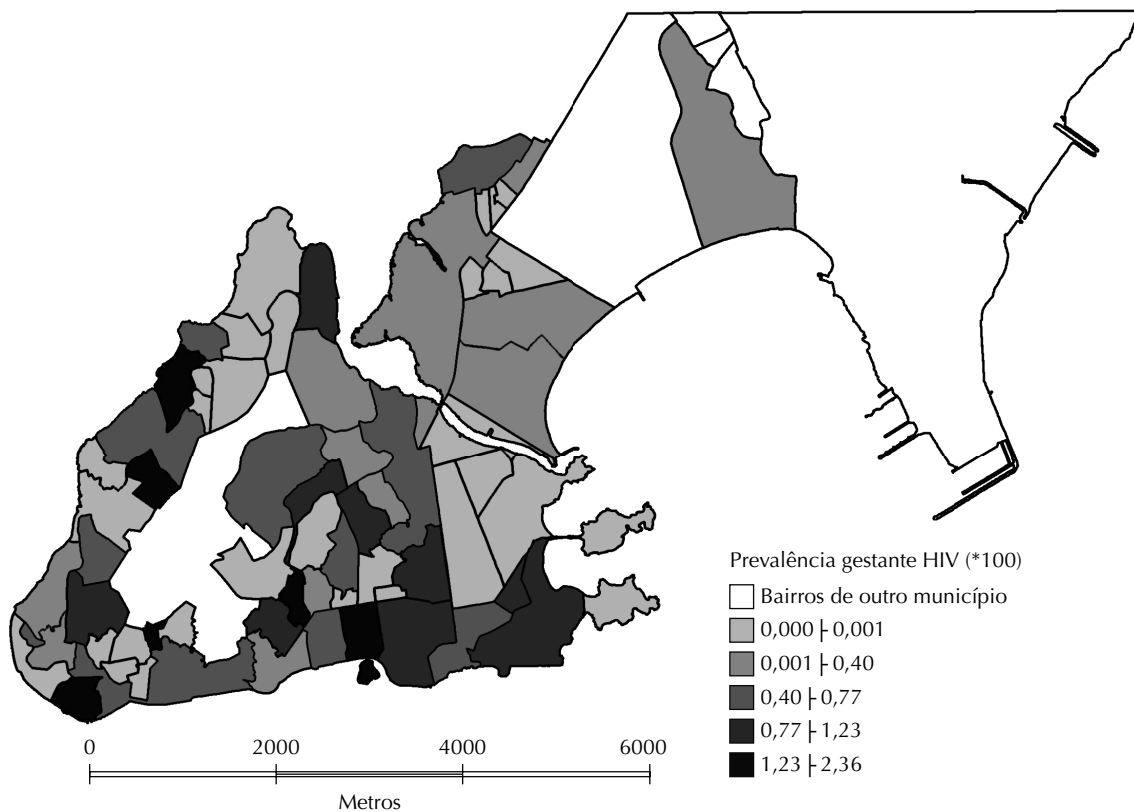 Prevalência gestante HIV (*100)
Bairros de outro município
0,000 ├ 0,001
0,001 ├ 0,40
0,40 ├ 0,77
0,77 ├ 1,23
1,23 ├ 2,36
0 2000 4000 6000
Metros